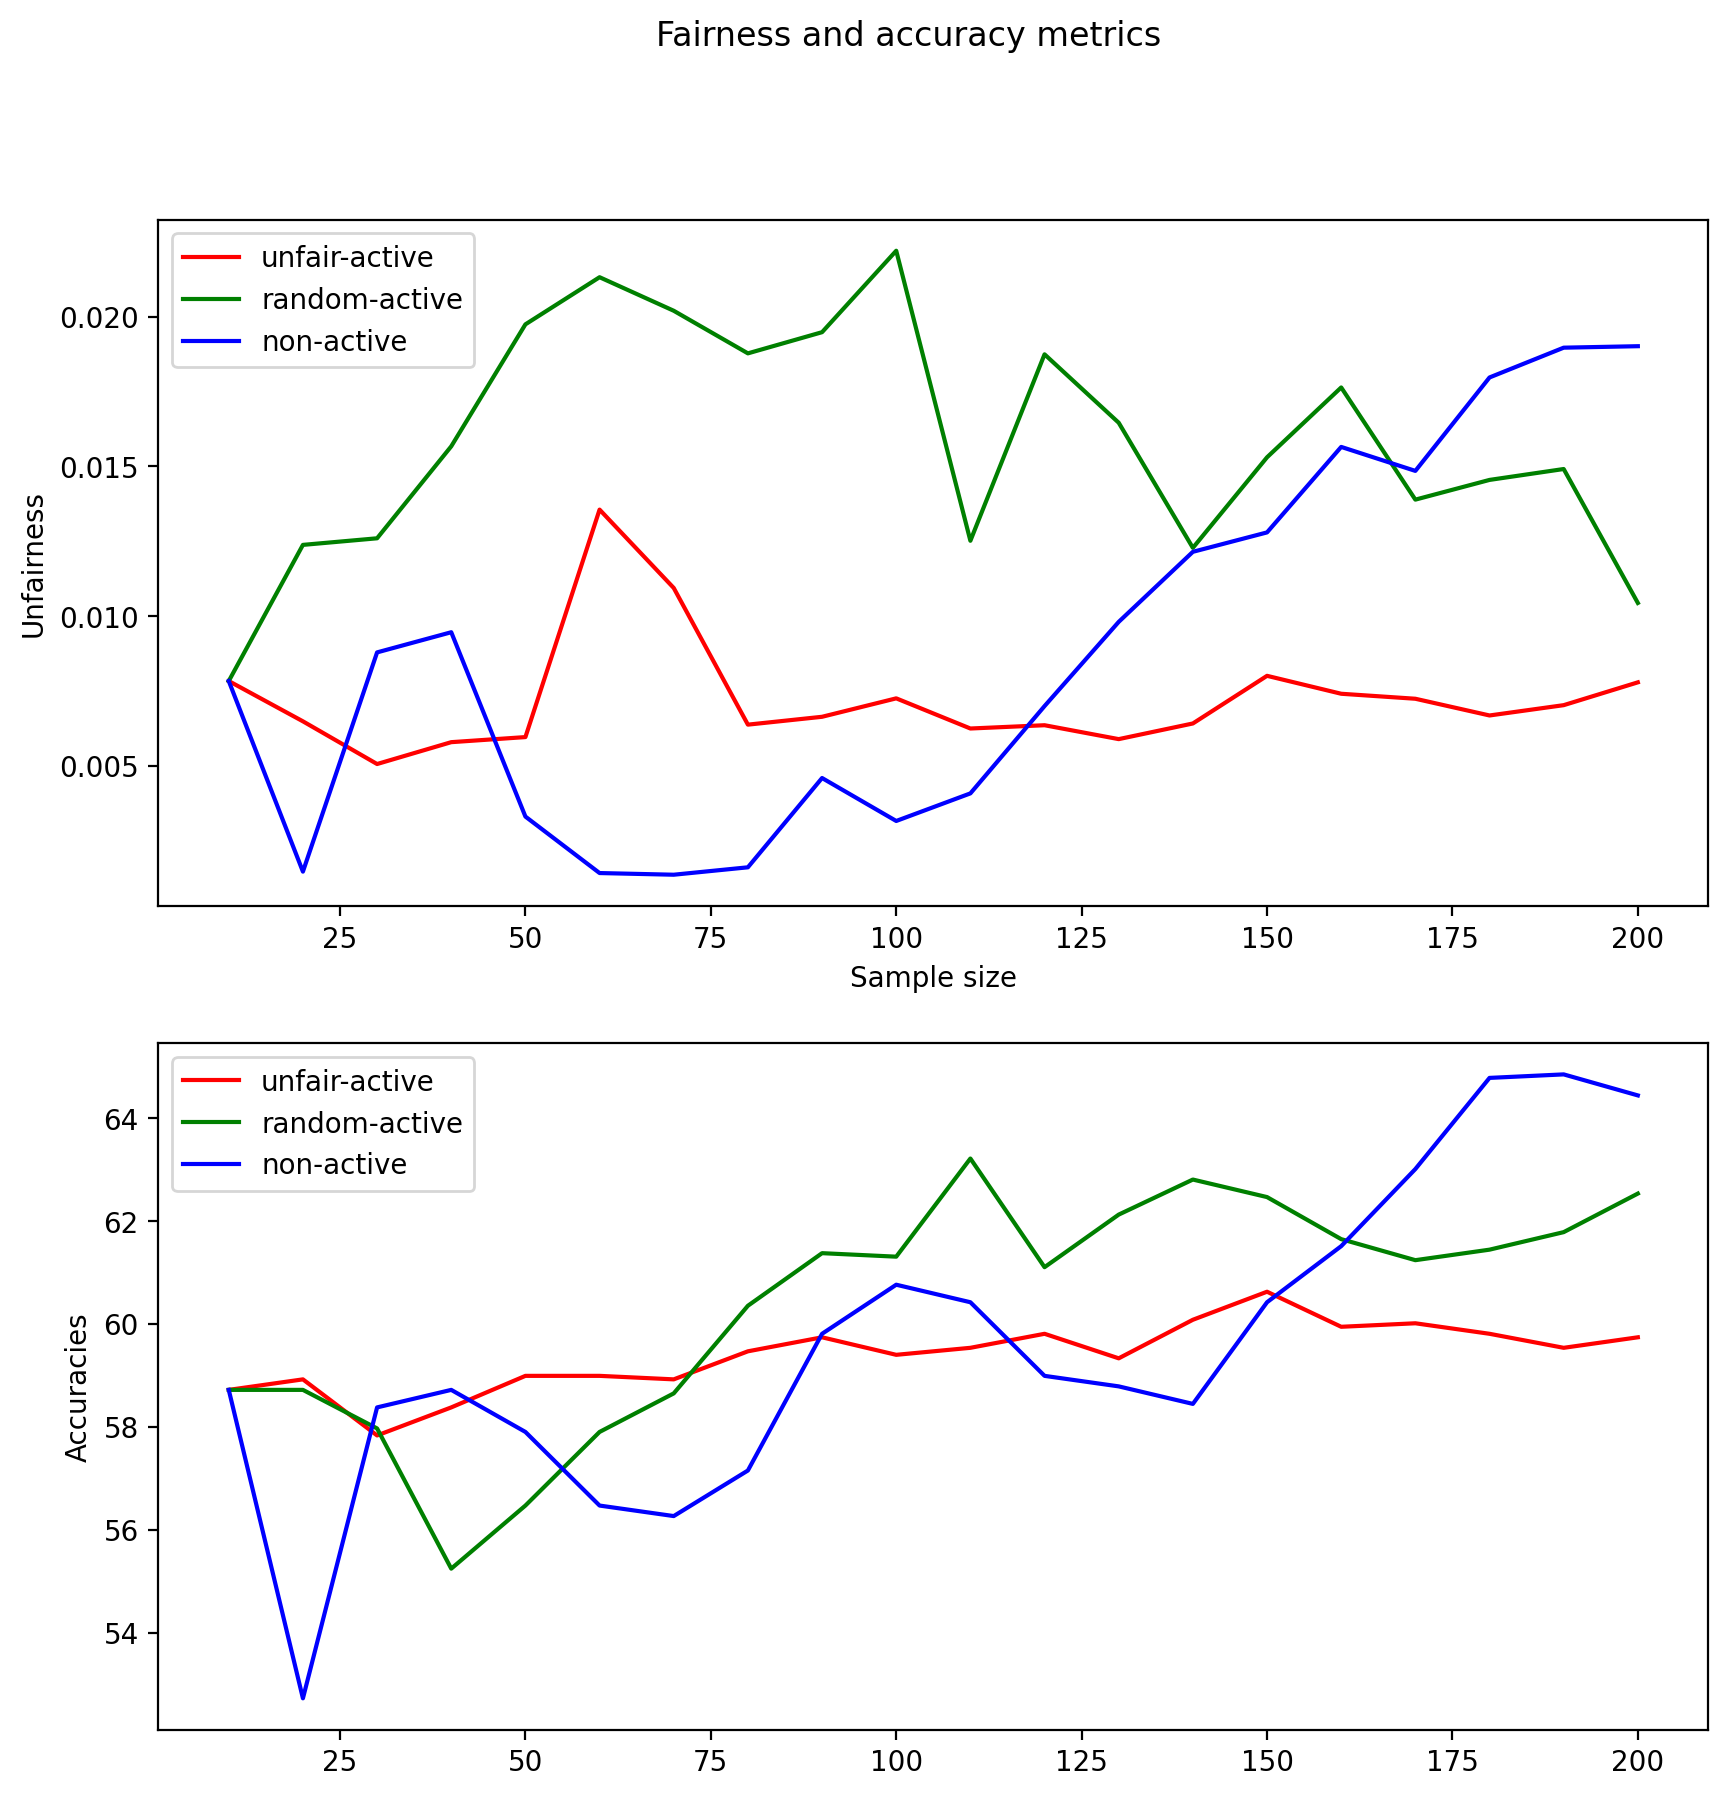 Fairness and accuracy metrics
unfair-active
random-active
non-active
0.020
0.015
0.010
0.005
Unfairness
25 50 75 100 125 150 175 200
Sample size
unfair-active
random-active
non-active
64
62
60
58
56
54
Accuracies
25 50 75 100 125 150 175 200